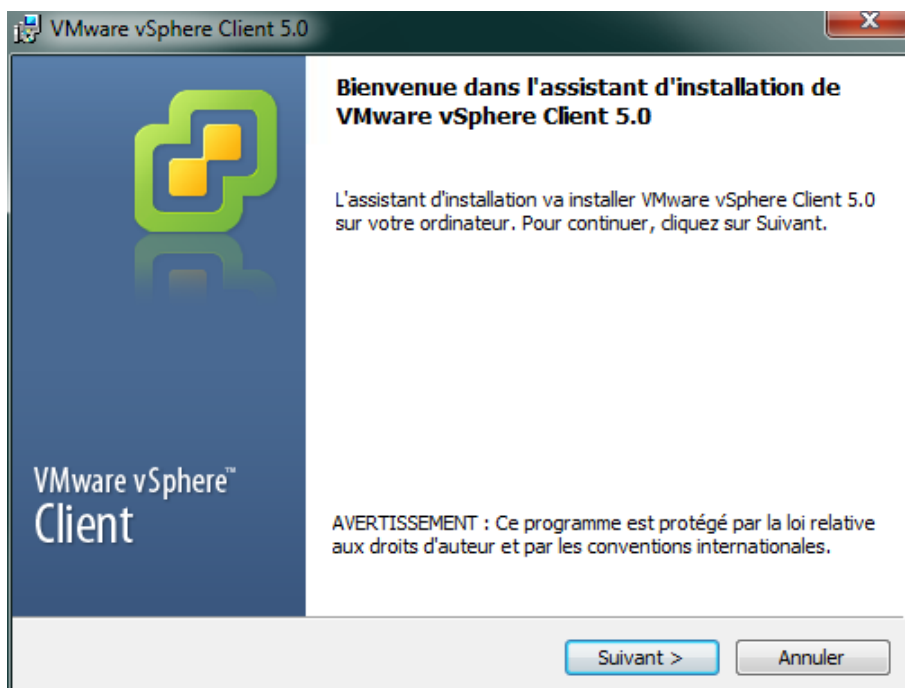 VMware vSphere Client 5.0
Bienvenue dans l'assistant d'installation de
VMware vSphere Client 5.0
L'assistant d'installation va installer VMware vSphere Client 5.0
sur votre ordinateur. Pour continuer, cliquez sur Suivant.
VMware vSphere™
Client
AVERTISSEMENT : Ce programme est protégé par la loi relative
aux droits d'auteur et par les conventions internationales.
Suivant >
Annuler